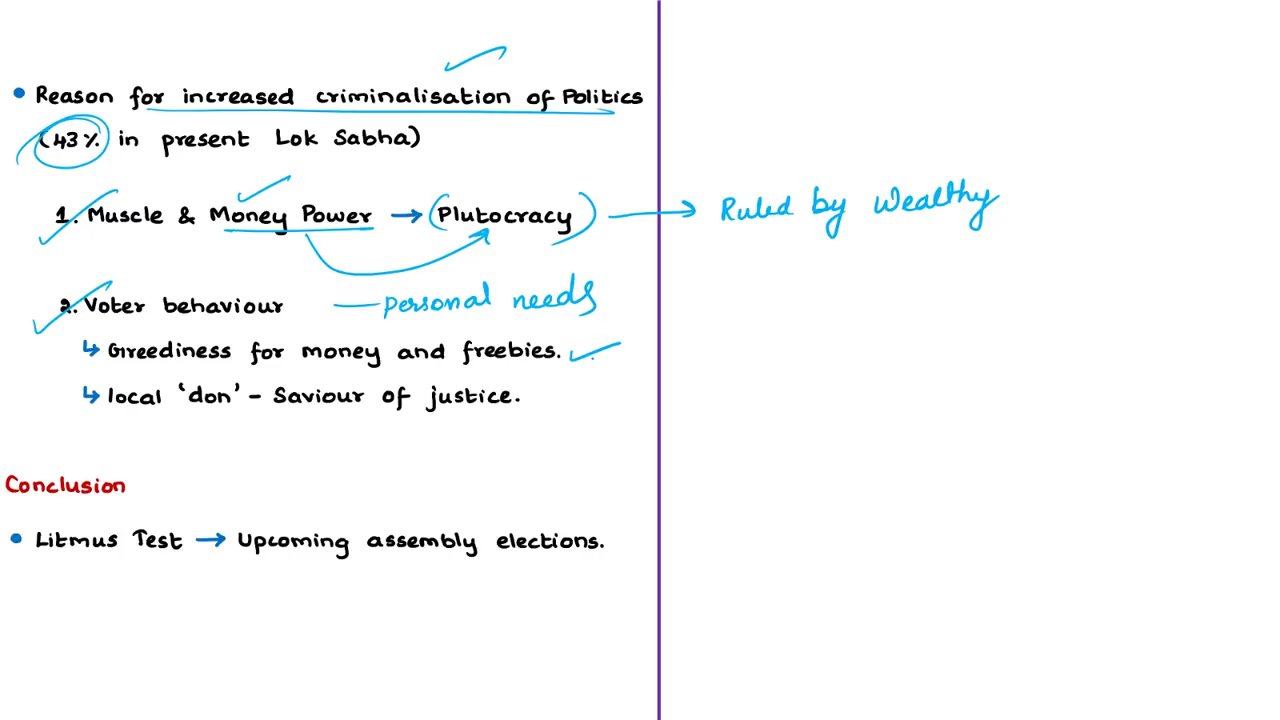 • Reason for increased criminalisation of Politics
(43% in present Lok Sabha)
1. Muscle & Money Power → (Plutocracy) → Ruled by Wealthy
2. Voter behaviour — personal needs
↳ Greediness for money and freebies.
↳ local 'don' - Saviour of justice.
Conclusion
• Litmus Test → Upcoming assembly elections.